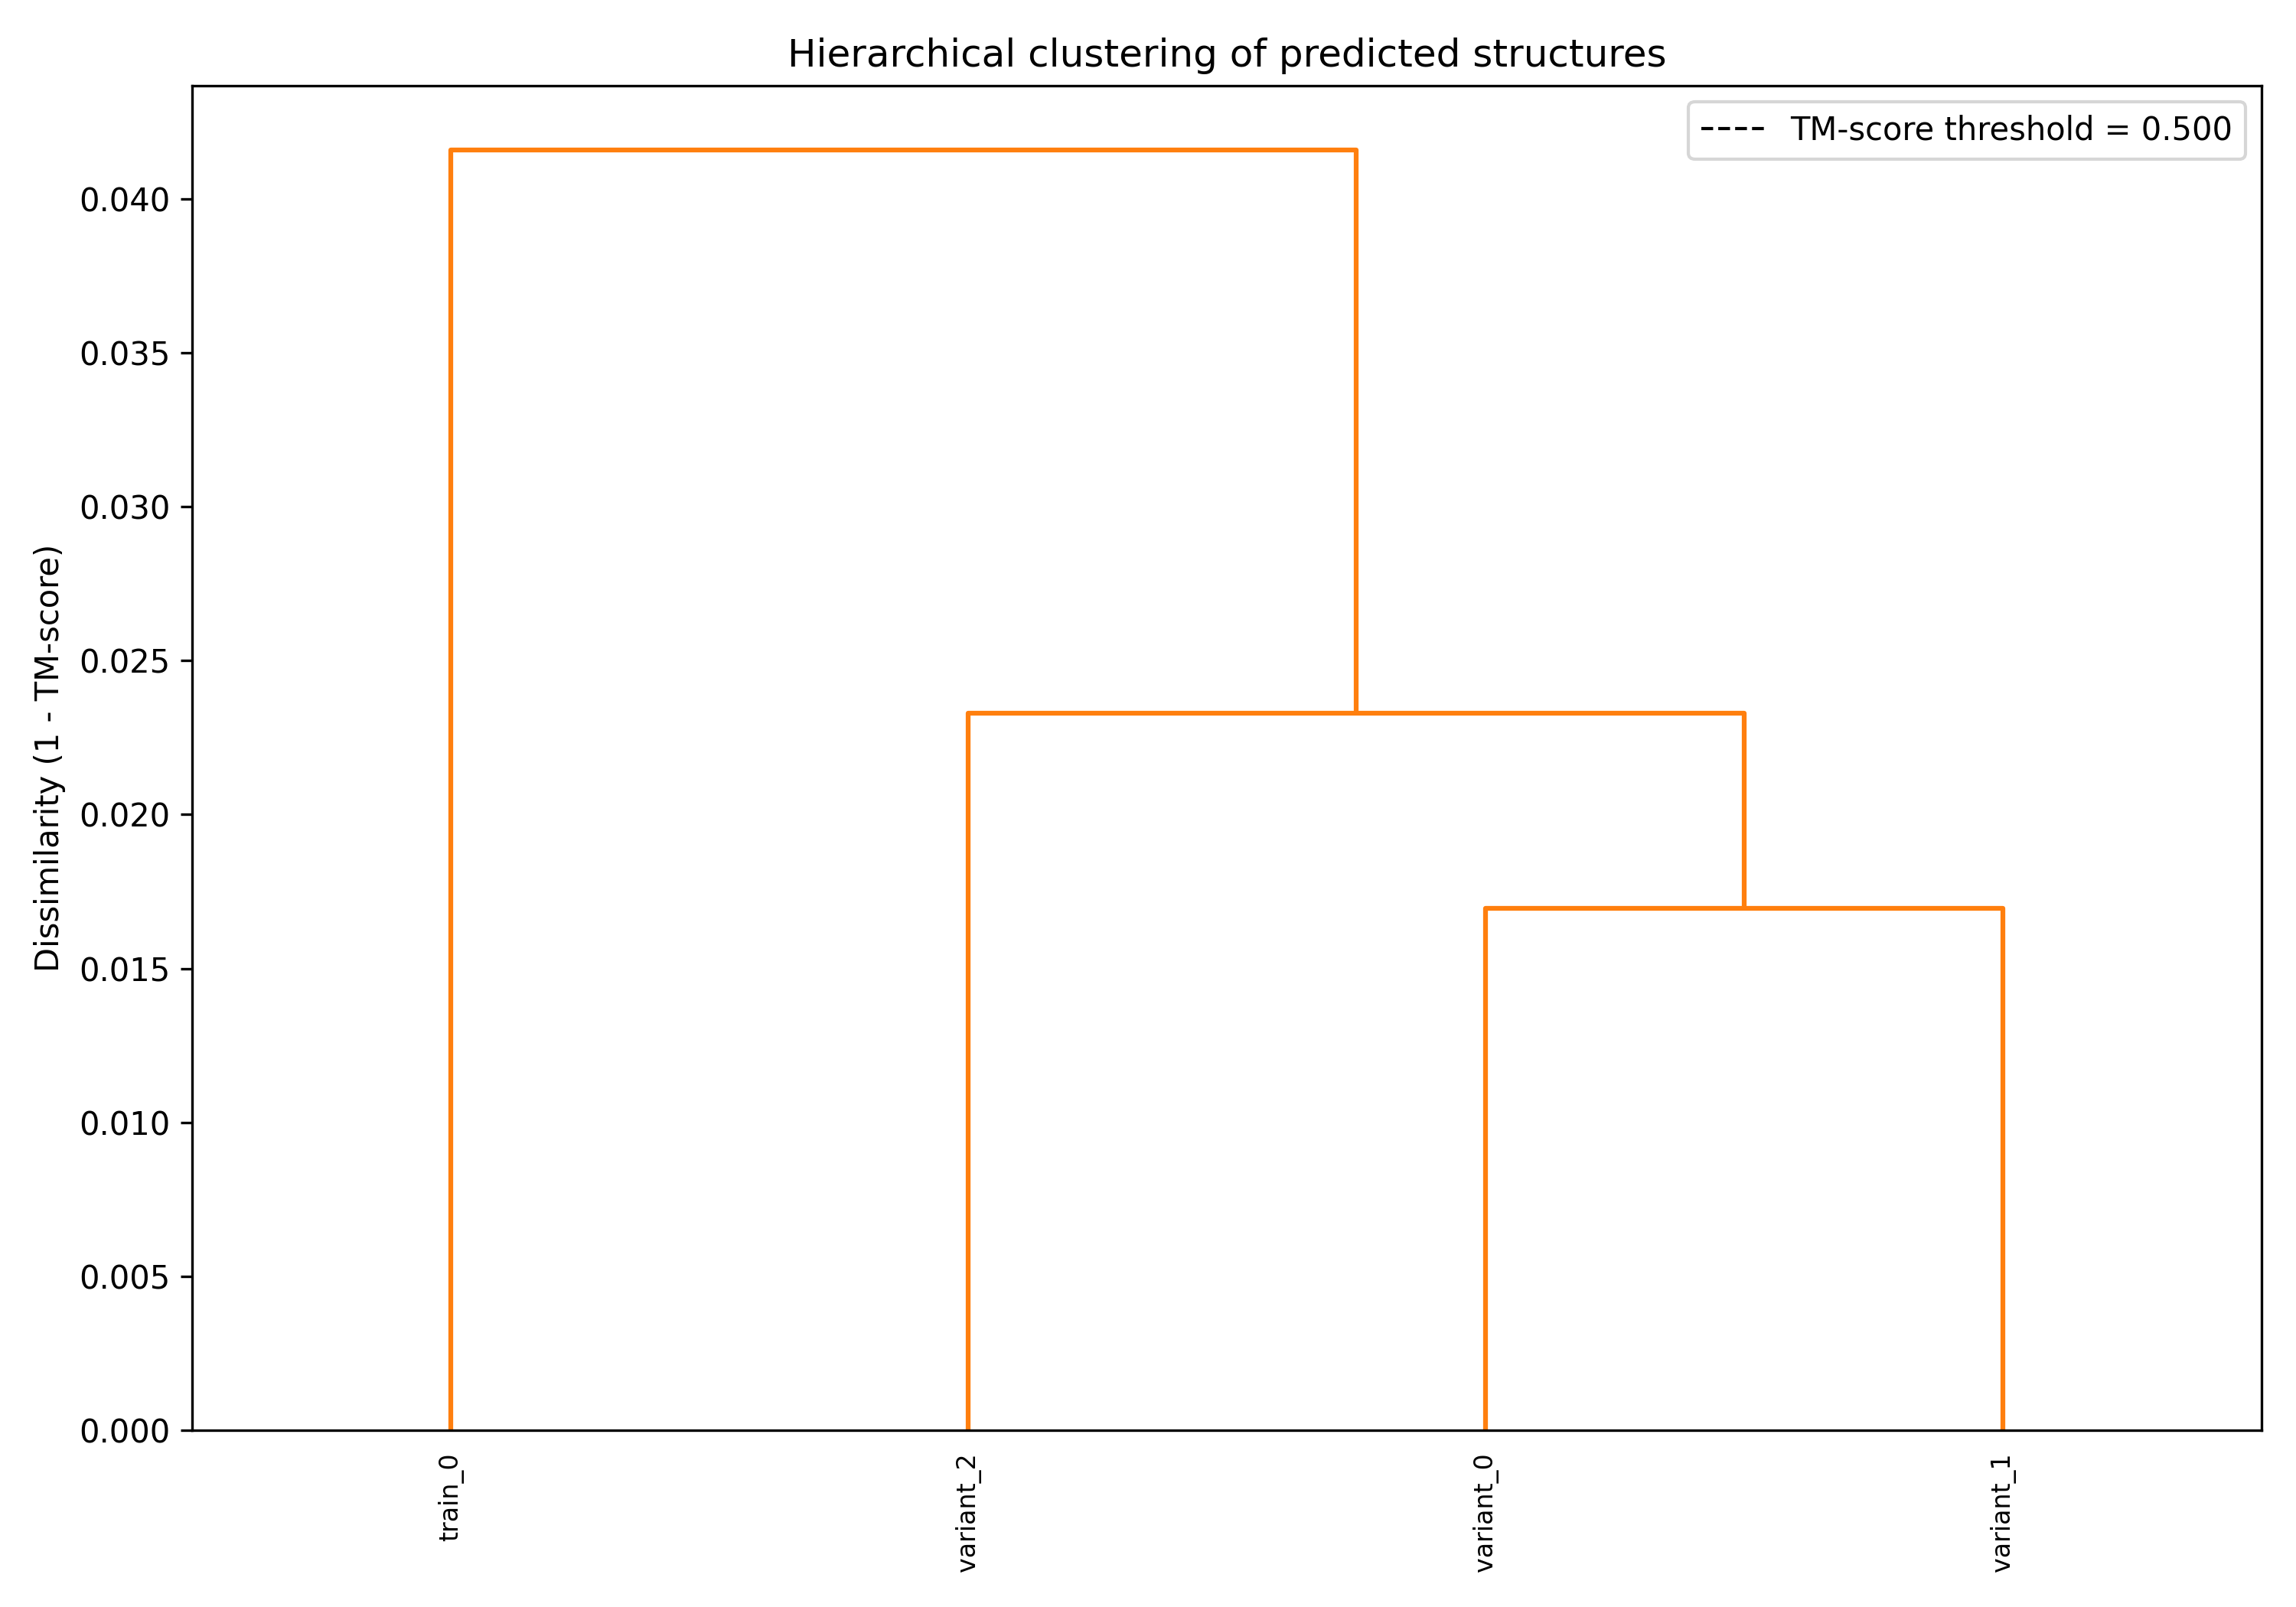 Hierarchical clustering of predicted structures
TM-score threshold = 0.500
Dissimilarity (1 - TM-score)
0.040
0.035
0.030
0.025
0.020
0.015
0.010
0.005
0.000
train_0
variant_2
variant_0
variant_1